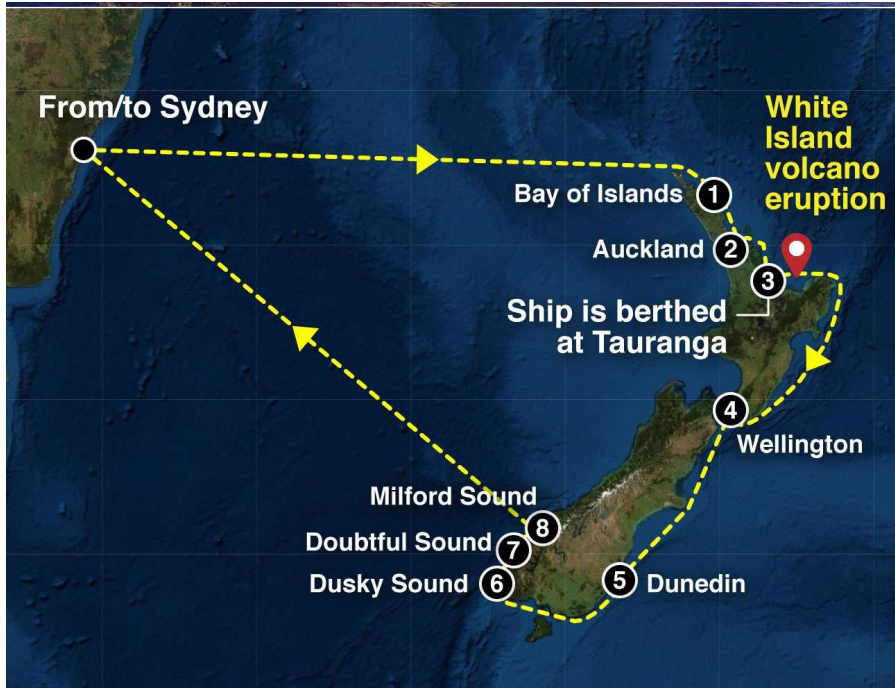 From/to Sydney
White
Island
volcano
eruption
Bay of Islands
1
Auckland
2
3
Ship is berthed
at Tauranga
4
Wellington
Milford Sound
8
Doubtful Sound
7
Dusky Sound
6
5
Dunedin